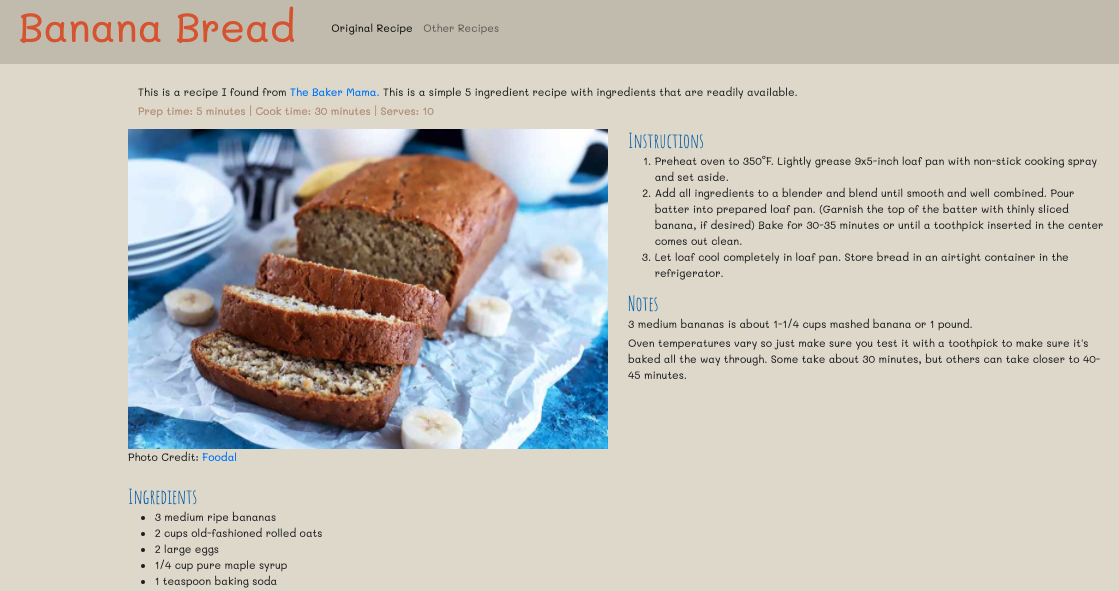 Banana Bread
Original Recipe
Other Recipes
This is a recipe I found from The Baker Mama. This is a simple 5 ingredient recipe with ingredients that are readily available.
Prep time: 5 minutes | Cook time: 30 minutes | Serves: 10
Photo Credit: Foodal
Ingredients
3 medium ripe bananas
2 cups old-fashioned rolled oats
2 large eggs
1/4 cup pure maple syrup
1 teaspoon baking soda
Instructions
1. Preheat oven to 350°F. Lightly grease 9x5-inch loaf pan with non-stick cooking spray
and set aside.
2. Add all ingredients to a blender and blend until smooth and well combined. Pour
batter into prepared loaf pan. (Garnish the top of the batter with thinly sliced
banana, if desired) Bake for 30-35 minutes or until a toothpick inserted in the center
comes out clean.
3. Let loaf cool completely in loaf pan. Store bread in an airtight container in the
refrigerator.
Notes
3 medium bananas is about 1-1/4 cups mashed banana or 1 pound.
Oven temperatures vary so just make sure you test it with a toothpick to make sure it's
baked all the way through. Some take about 30 minutes, but others can take closer to 40-
45 minutes.